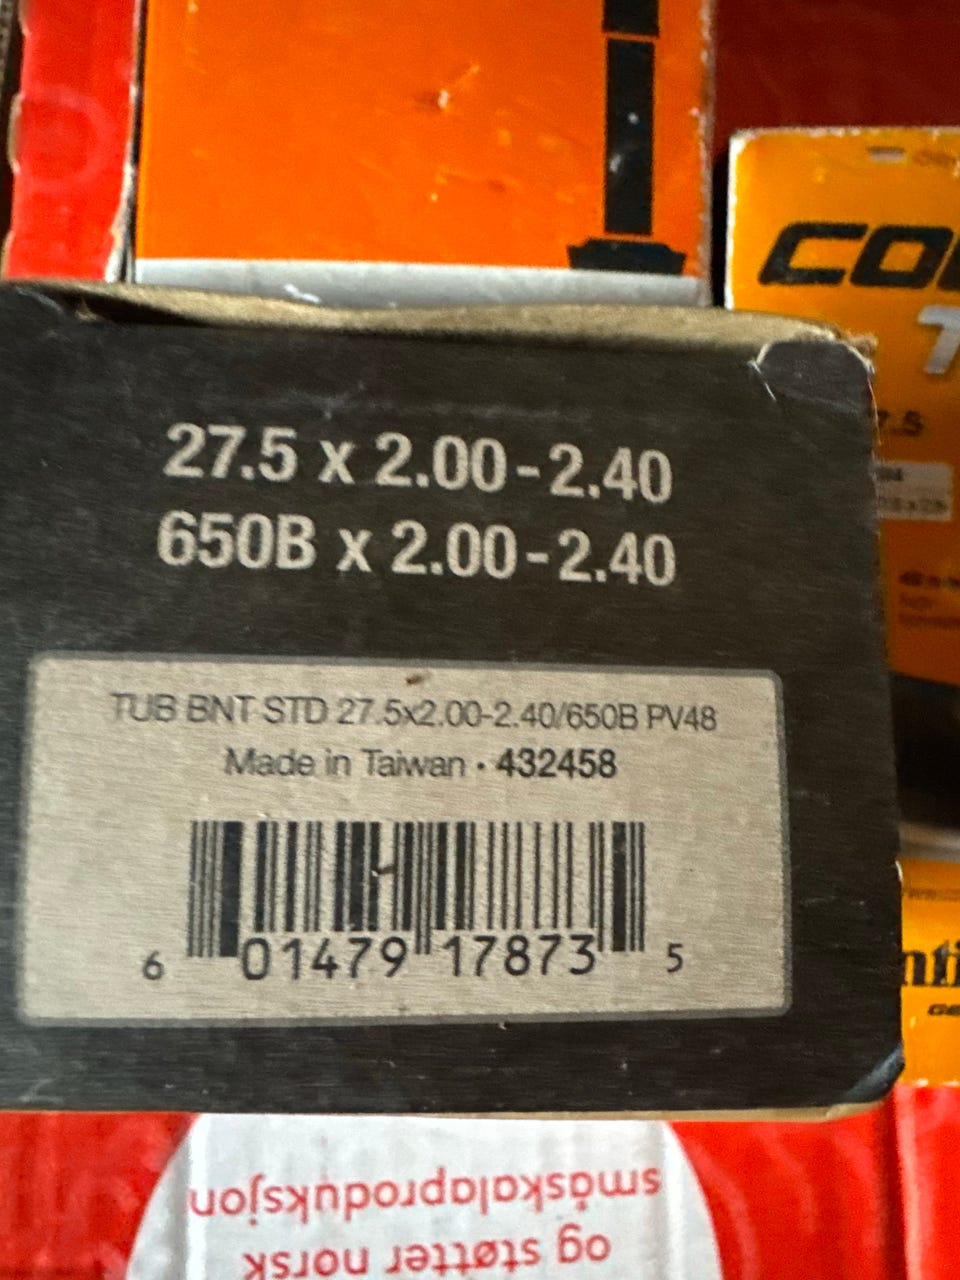 27.5 x 2.00-2.40
650B x 2.00-2.40
TUB BNT STD 27.5x2.00-2.40/650B PV48
Made in Taiwan • 432458
6 01479 17873 5
og støtter norsk
småskalaproduksjon